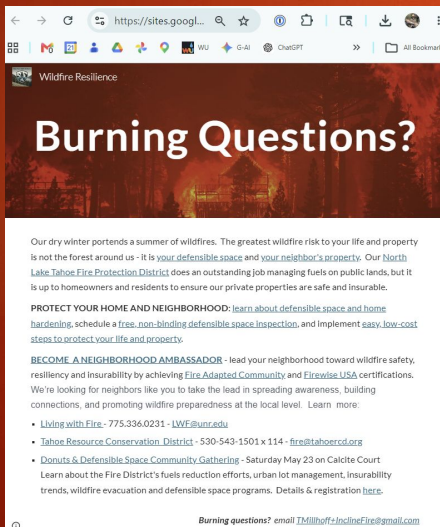 https://sites.googl...
WU
G-AI
ChatGPT
All Bookmar
Wildfire Resilience
Burning Questions?
Our dry winter portends a summer of wildfires. The greatest wildfire risk to your life and property
is not the forest around us - it is your defensible space and your neighbor's property. Our North
Lake Tahoe Fire Protection District does an outstanding job managing fuels on public lands, but it
is up to homeowners and residents to ensure our private properties are safe and insurable.
PROTECT YOUR HOME AND NEIGHBORHOOD: learn about defensible space and home
hardening, schedule a free, non-binding defensible space inspection, and implement easy, low-cost
steps to protect your life and property.
BECOME A NEIGHBORHOOD AMBASSADOR - lead your neighborhood toward wildfire safety,
resiliency and insurability by achieving Fire Adapted Community and Firewise USA certifications.
We're looking for neighbors like you to take the lead in spreading awareness, building
connections, and promoting wildfire preparedness at the local level. Learn more:
• Living with Fire - 775.336.0231 - LWF@unr.edu
• Tahoe Resource Conservation District - 530-543-1501 x 114 - fire@tahoercd.org
• Donuts & Defensible Space Community Gathering - Saturday May 23 on Calcite Court
Learn about the Fire District's fuels reduction efforts, urban lot management, insurability
trends, wildfire evacuation and defensible space programs. Details & registration here.
Burning questions? email TMillhoff+InclineFire@gmail.com